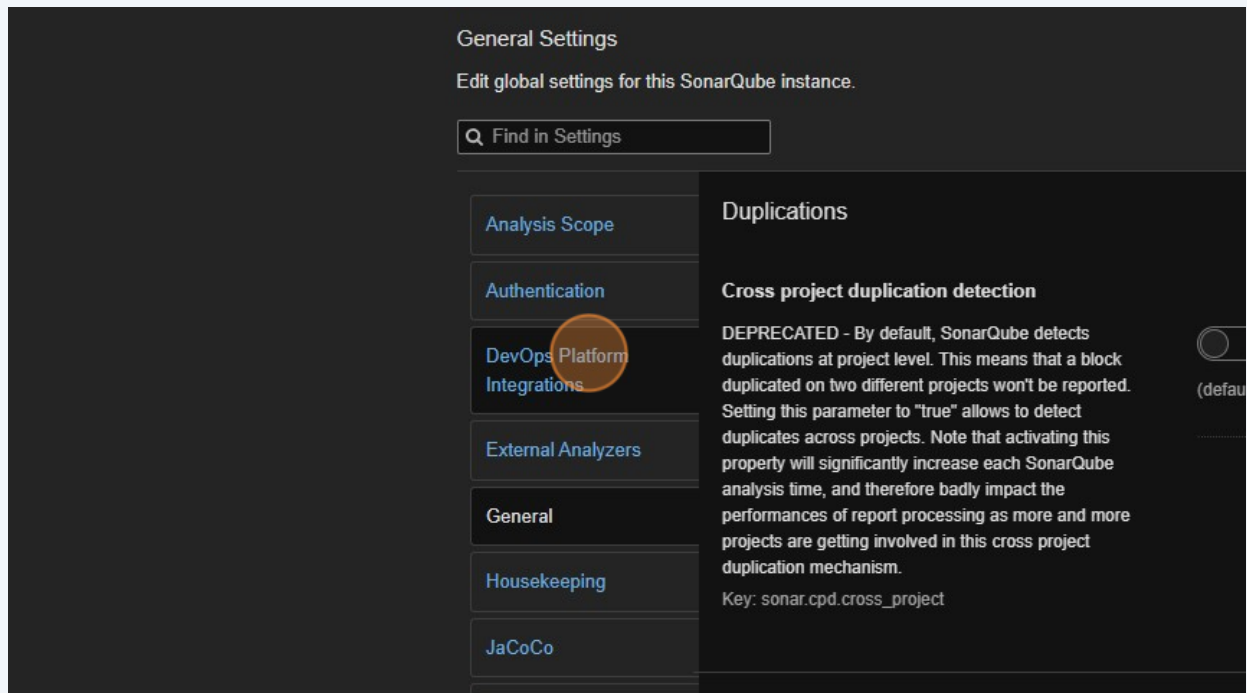 General Settings
Edit global settings for this SonarQube instance.
Find in Settings
Analysis Scope
Authentication
DevOps Platform
Integrations
External Analyzers
General
Housekeeping
JaCoCo
Duplications
Cross project duplication detection
DEPRECATED - By default, SonarQube detects
duplications at project level. This means that a block
duplicated on two different projects won't be reported.
Setting this parameter to "true" allows to detect
duplicates across projects. Note that activating this
property will significantly increase each SonarQube
analysis time, and therefore badly impact the
performances of report processing as more and more
projects are getting involved in this cross project
duplication mechanism.
Key: sonar.cpd.cross_project
(defau